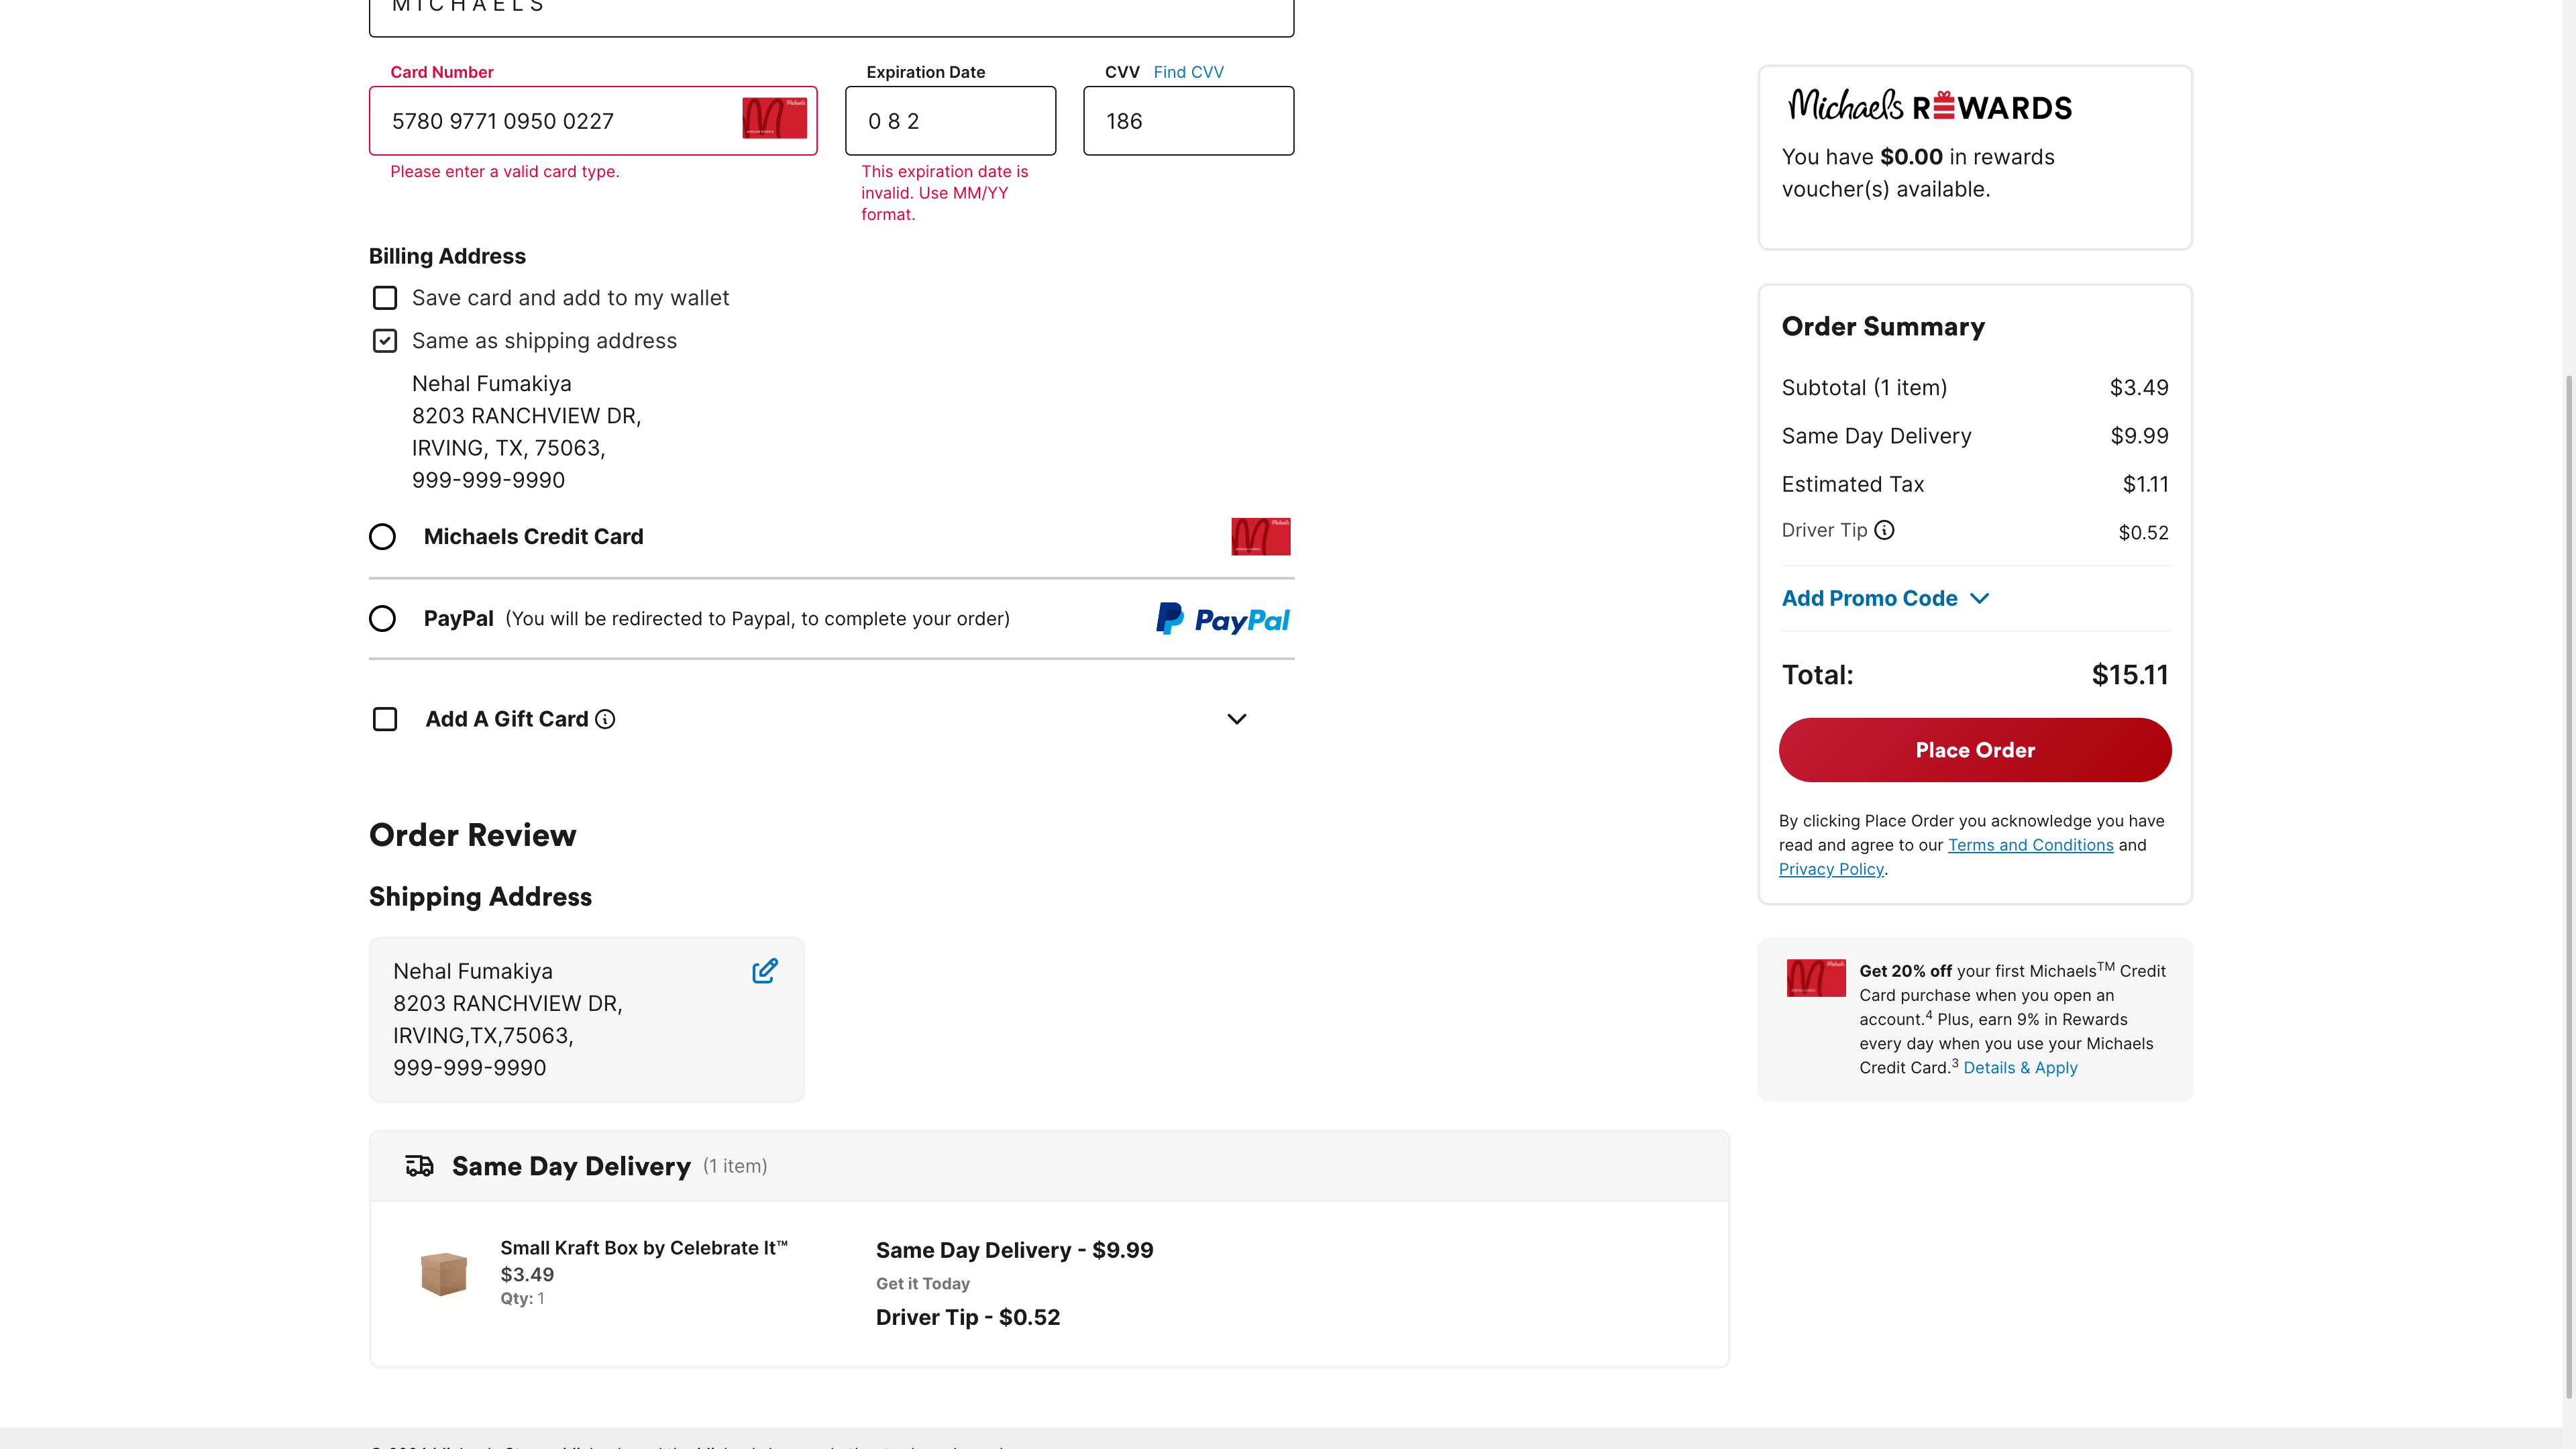 MICHAELS
Card Number
5780 9771 0950 0227
Please enter a valid card type.
Expiration Date
0 8 2
This expiration date is
invalid. Use MM/YY
format.
CVV Find CVV
186
Billing Address
Save card and add to my wallet
Same as shipping address
Nehal Fumakiya
8203 RANCHVIEW DR,
IRVING, TX, 75063,
999-999-9990
Michaels Credit Card
PayPal (You will be redirected to Paypal, to complete your order)
PayPal
Add A Gift Card
Order Review
Shipping Address
Nehal Fumakiya
8203 RANCHVIEW DR,
IRVING,TX,75063,
999-999-9990
Same Day Delivery (1 item)
Small Kraft Box by Celebrate It™
$3.49
Qty: 1
Same Day Delivery - $9.99
Get it Today
Driver Tip - $0.52
Michaels REWARDS
You have $0.00 in rewards
voucher(s) available.
Order Summary
Subtotal (1 item) $3.49
Same Day Delivery $9.99
Estimated Tax $1.11
Driver Tip $0.52
Add Promo Code
Total: $15.11
Place Order
By clicking Place Order you acknowledge you have
read and agree to our Terms and Conditions and
Privacy Policy.
Get 20% off your first Michaels™ Credit
Card purchase when you open an
account.4 Plus, earn 9% in Rewards
every day when you use your Michaels
Credit Card.3 Details & Apply